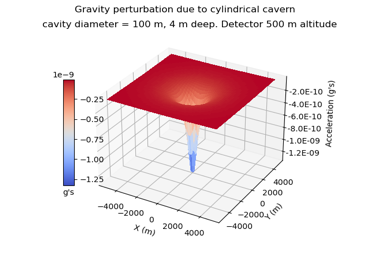 Gravity perturbation due to cylindrical cavern
cavity diameter = 100 m, 4 m deep. Detector 500 m altitude
1e−9
−0.25
−0.50
−0.75
−1.00
−1.25
g's
−4000
−2000
0
2000
4000
X (m)
−4000
−2000
0
2000
4000
Y (m)
-2.0E-10
-4.0E-10
-6.0E-10
-8.0E-10
-1.0E-09
-1.2E-09
Acceleration (g's)